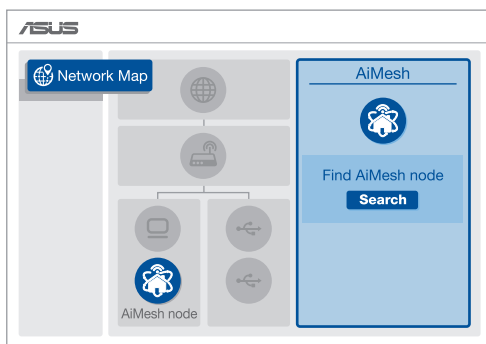 ASUS
Network Map
AiMesh
Find AiMesh node
Search
AiMesh node